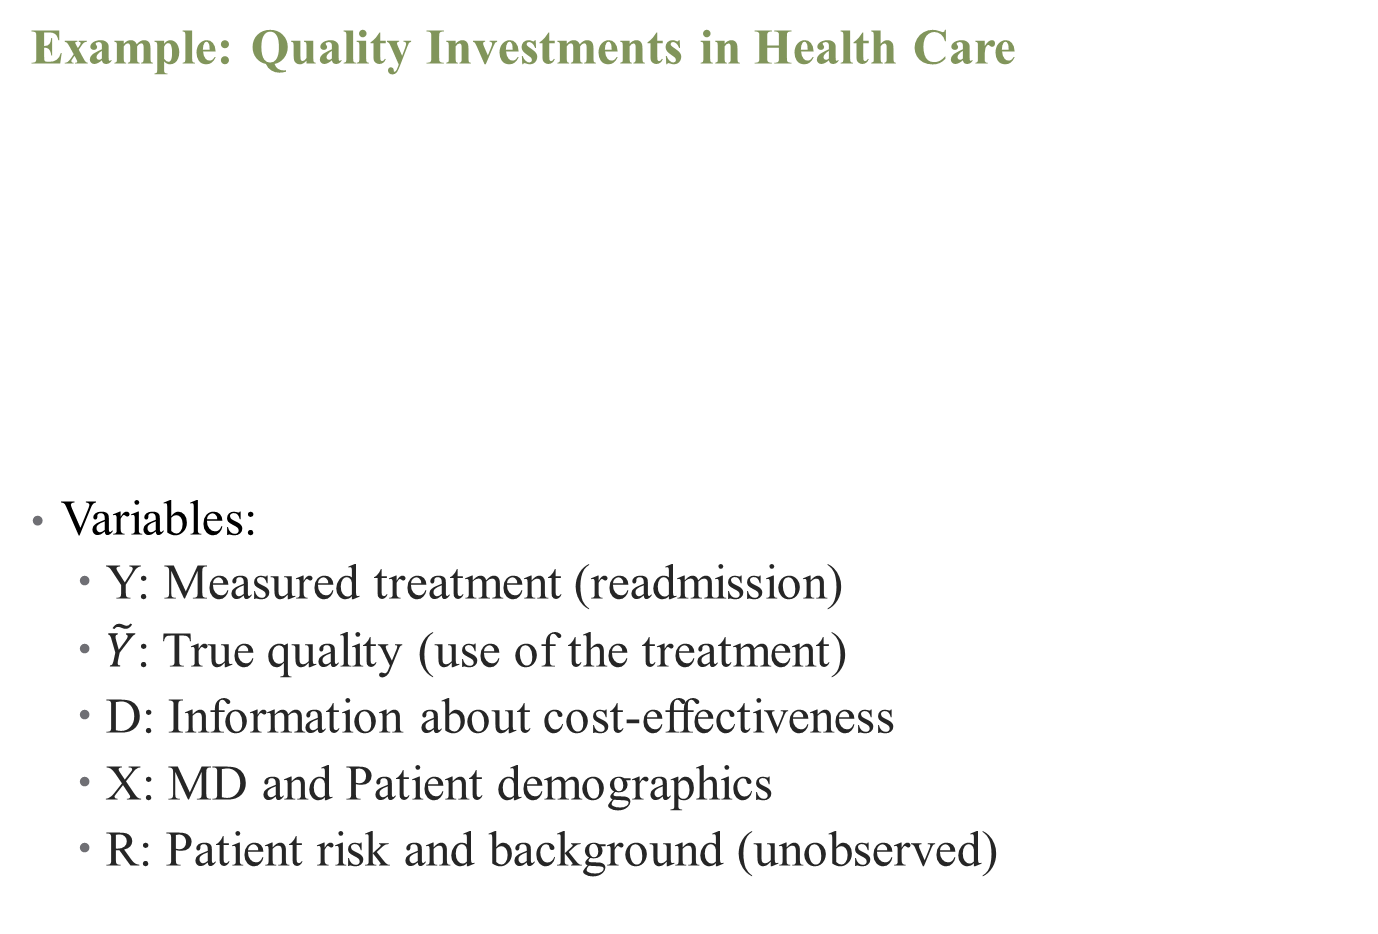 Example: Quality Investments in Health Care
• Variables:
• Y: Measured treatment (readmission)
• Ỹ: True quality (use of the treatment)
• D: Information about cost-effectiveness
• X: MD and Patient demographics
• R: Patient risk and background (unobserved)